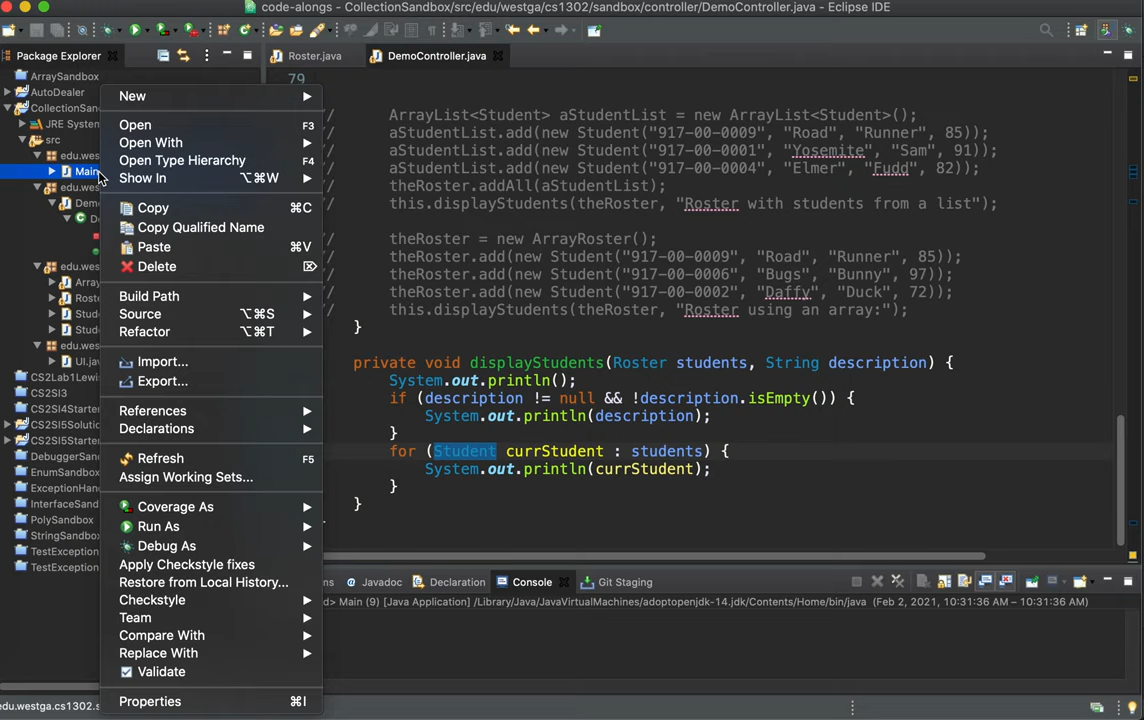 code-alongs - CollectionSandbox/src/edu/westga/cs1302/sandbox/controller/DemoController.java - Eclipse IDE
Package Explorer
Roster.java
DemoController.java
ArraySandbox
AutoDealer
CollectionSan
JRE System
src
edu.wes
Main
edu.wes
Demo
D
edu.wes
Array
Roste
Stud
Stud
edu.wes
UI.jav
CS2Lab1Lewis
CS2SI3
CS2SI4Starter
CS2SI5Solutio
CS2SI5Starter
DebuggerSan
EnumSandbox
ExceptionHan
InterfaceSand
PolySandbox
StringSandbox
TestException
TestException
edu.westga.cs1302.s
New
Open F3
Open With
Open Type Hierarchy F4
Show In ⌥⌘W
Copy ⌘C
Copy Qualified Name
Paste ⌘V
Delete ⌦
Build Path
Source ⌥⌘S
Refactor ⌥⌘T
Import...
Export...
References
Declarations
Refresh F5
Assign Working Sets...
Coverage As
Run As
Debug As
Apply Checkstyle fixes
Restore from Local History...
Checkstyle
Team
Compare With
Replace With
Validate
Properties ⌘I
79
/ ArrayList<Student> aStudentList = new ArrayList<Student>();
/ aStudentList.add(new Student("917-00-0009", "Road", "Runner", 85));
/ aStudentList.add(new Student("917-00-0001", "Yosemite", "Sam", 91));
/ aStudentList.add(new Student("917-00-0004", "Elmer", "Fudd", 82));
/ theRoster.addAll(aStudentList);
/ this.displayStudents(theRoster, "Roster with students from a list");
/ theRoster = new ArrayRoster();
/ theRoster.add(new Student("917-00-0009", "Road", "Runner", 85));
/ theRoster.add(new Student("917-00-0006", "Bugs", "Bunny", 97));
/ theRoster.add(new Student("917-00-0002", "Daffy", "Duck", 72));
/ this.displayStudents(theRoster, "Roster using an array:");
}
private void displayStudents(Roster students, String description) {
System.out.println();
if (description != null && !description.isEmpty()) {
System.out.println(description);
}
for (Student currStudent : students) {
System.out.println(currStudent);
}
}
ms
Javadoc
Declaration
Console
Git Staging
d> Main (9) [Java Application] /Library/Java/JavaVirtualMachines/adoptopenjdk-14.jdk/Contents/Home/bin/java (Feb 2, 2021, 10:31:36 AM – 10:31:36 AM)